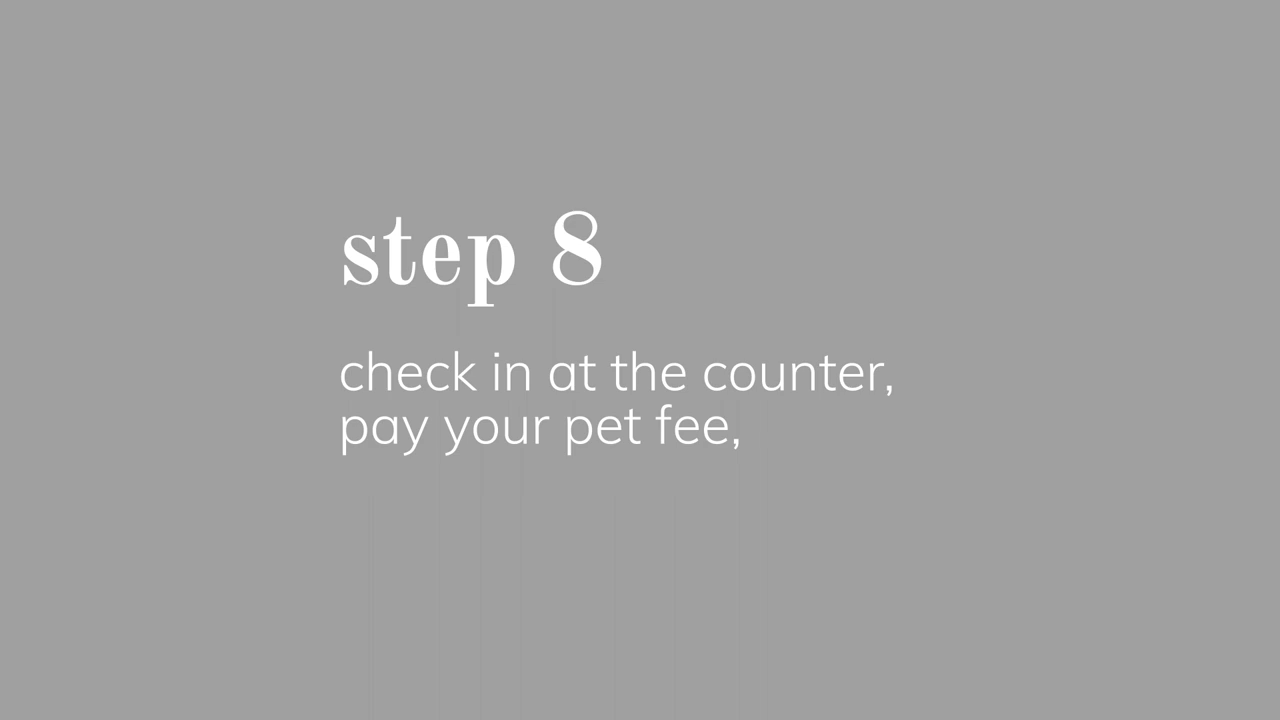 step 8
check in at the counter,
pay your pet fee,